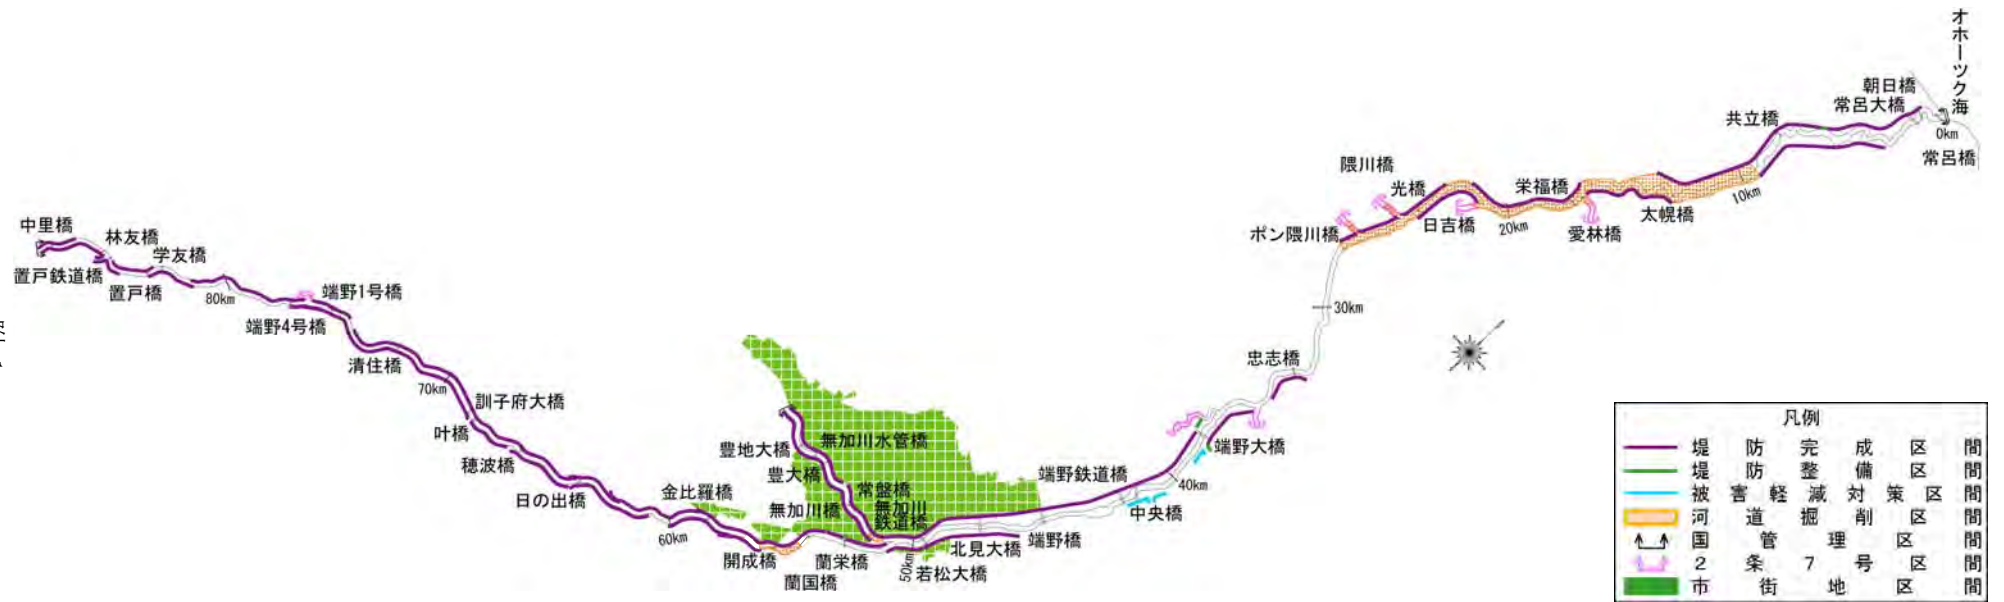 オホーツク海
朝日橋
常呂大橋
共立橋
0km
常呂橋
隈川橋
光橋
栄福橋
10km
太幌橋
ポン隈川橋
日吉橋
20km
愛林橋
中里橋
林友橋
学友橋
置戸鉄道橋
置戸橋
80km
端野1号橋
端野4号橋
30km
清住橋
忠志橋
70km
訓子府大橋
叶橋
穂波橋
豊地大橋
無加川水管橋
端野大橋
日の出橋
金比羅橋
豊大橋
常盤橋
端野鉄道橋
40km
無加川橋
無加川
鉄道橋
中央橋
60km
開成橋
蘭栄橋
蘭国橋
50km
若松大橋
北見大橋
端野橋
凡例
堤防完成区間
堤防整備区間
被害軽減対策区間
河道掘削区間
国管理区間
2条7号区間
市街地区間